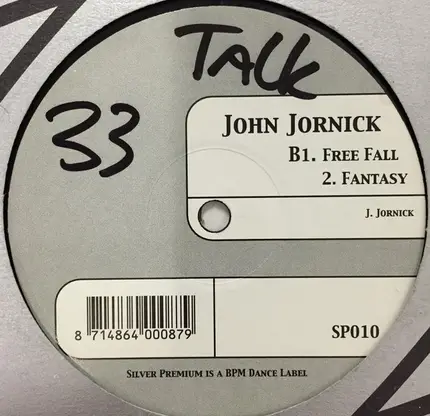 TALK
33
JOHN JORNICK
B1. FREE FALL
2. FANTASY
J. JORNICK
8 714864 000879
SP010
SILVER PREMIUM IS A BPM DANCE LABEL